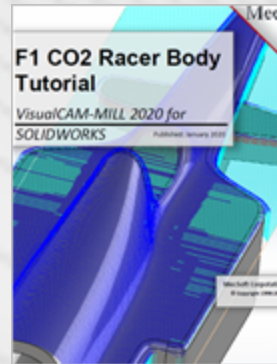 F1 CO2 Racer Body
Tutorial
VisualCAM-MILL 2020 for
SOLIDWORKS
Published: January 2020